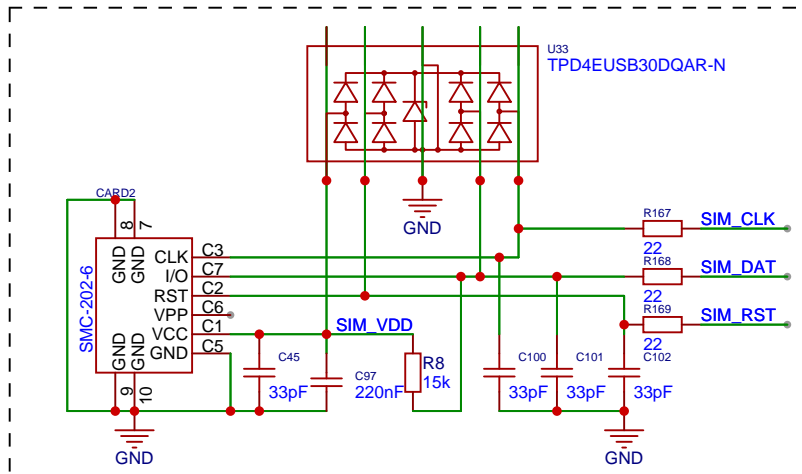 U33
TPD4EUSB30DQAR-N
GND
CARD2
8
7
GND
GND
SMC-202-6
CLK
C3
I/O
C7
RST
C2
VPP
C6
VCC
C1
GND
C5
GND
GND
9
10
GND
SIM_VDD
C45
33pF
C97
220nF
R8
15k
C100
33pF
C101
33pF
C102
33pF
GND
R167
22
SIM_CLK
R168
22
SIM_DAT
R169
22
SIM_RST